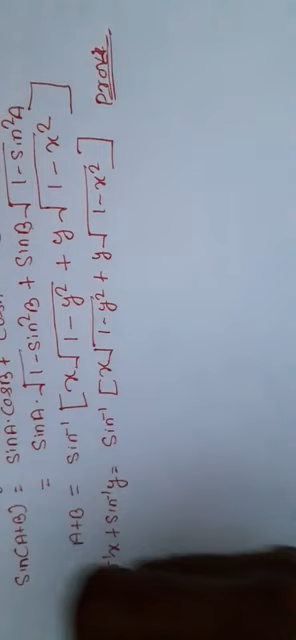 sin(A+B) = sinA·cosB +
= sinA·√1-sin²B + sinB√1-sin²A
A+B = sin⁻¹ [x√1-y² + y√1-x²]
⁻¹x + sin⁻¹y = sin⁻¹ [x√1-y² + y√1-x²]